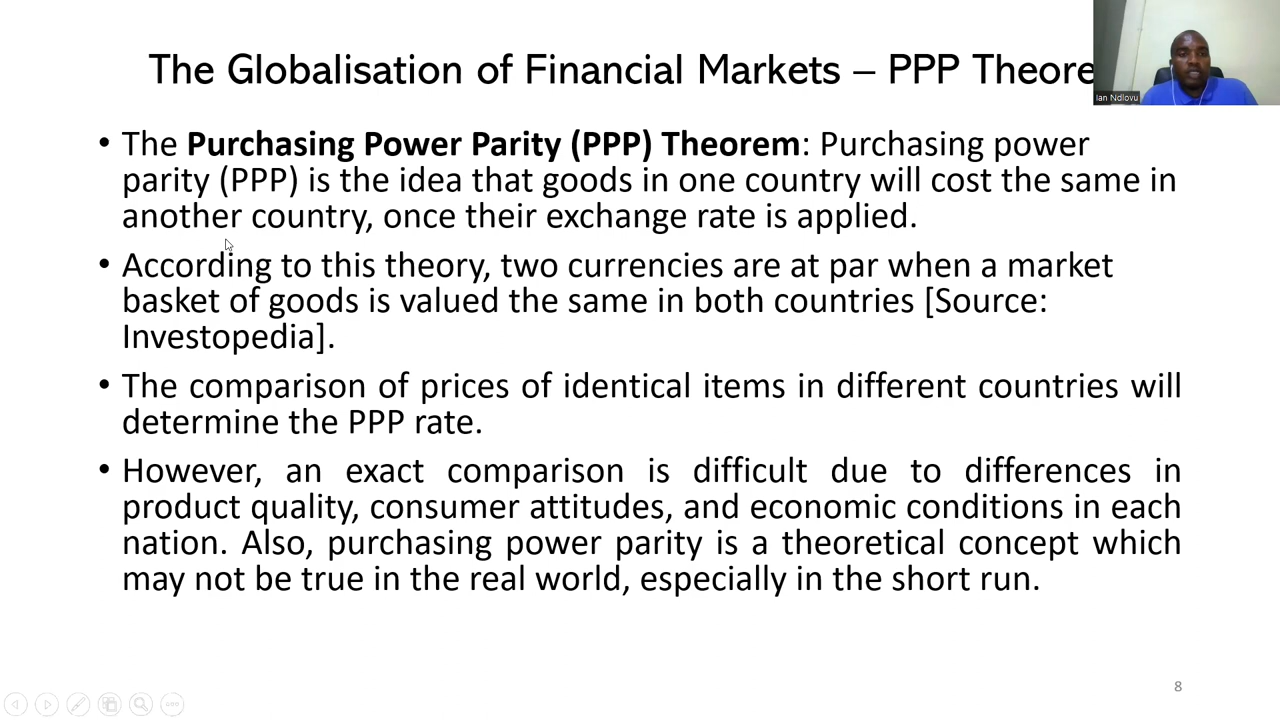 The Globalisation of Financial Markets – PPP Theore
Ian Ndlovu
• The Purchasing Power Parity (PPP) Theorem: Purchasing power
parity (PPP) is the idea that goods in one country will cost the same in
another country, once their exchange rate is applied.
• According to this theory, two currencies are at par when a market
basket of goods is valued the same in both countries [Source:
Investopedia].
• The comparison of prices of identical items in different countries will
determine the PPP rate.
• However, an exact comparison is difficult due to differences in
product quality, consumer attitudes, and economic conditions in each
nation. Also, purchasing power parity is a theoretical concept which
may not be true in the real world, especially in the short run.
8